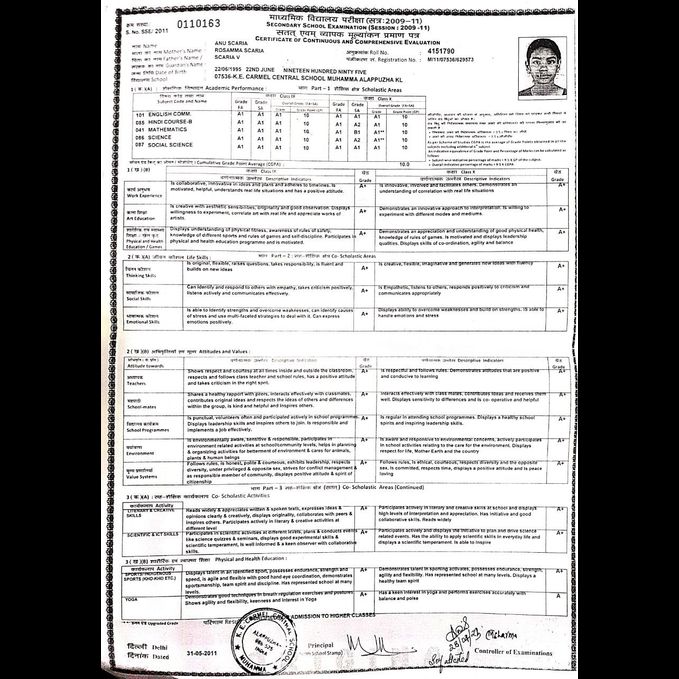 माध्यमिक विद्यालय परीक्षा (सत्र:2009-11)
SECONDARY SCHOOL EXAMINATION (SESSION : 2009-11)
सतत् एवम् व्यापक मूल्यांकन प्रमाण पत्र
CERTIFICATE OF CONTINUOUS AND COMPREHENSIVE EVALUATION
क्रम संख्या
S. No. SSE/ 2011 0110163
नाम Name ANU SCARIA
माता का नाम Mother's Name ROSAMMA SCARIA
Father's Name / Guardian's Name SCARIA V
अनुक्रमांक Roll No. 4151790
पंजीकरण सं. Registration No. M/11/07536/029573
जन्म तिथि Date of Birth 22/06/1995 22ND JUNE NINETEEN HUNDRED NINTY FIVE
विद्यालय School 07536-K.E. CARMEL CENTRAL SCHOOL MUHAMMA ALAPPUZHA KL
Academic Performance : भाग Part-1 शैक्षिक क्षेत्र Scholastic Areas
Subject Code and Name
कक्षा Class IX
कक्षा Class X
Grade FA Grade SA Overall Grade (FA+SA) Grade Grade Point (GP)
101 ENGLISH COMM. A1 A1 A1 10 A1 A1 A1 10
085 HINDI COURSE-B A1 A1 A1 10 A1 A2 A1 10
041 MATHEMATICS A1 A1 A1 10 A1 B1 A1** 10
086 SCIENCE A1 A1 A1 10 A1 A2 A1** 10
087 SOCIAL SCIENCE A1 A1 A1 10 A1 A1 A1 10
Cumulative Grade Point Average (CGPA) : 10.0
कक्षा Class IX
कक्षा Class X
वर्णनात्मक Descriptive Indicators ग्रेड Grade
कार्य अनुभव Work Experience
Is collaborative, innovative in ideas and plans and adheres to timelines. Is motivated, helpful, understands real life situations and has a positive attitude. A+
Is innovative, involved and facilitates others. Demonstrates an understanding of correlation with real life situations A+
कला शिक्षा Art Education
Is creative with aesthetic sensibilities, originality and good observation. Displays willingness to experiment, correlate art with real life and appreciate works of artists. A+
Demonstrates an innovative approach to interpretation. Is willing to experiment with different modes and mediums. A+
Physical and Health Education / Games
Displays understanding of physical fitness, awareness of rules of safety, knowledge of different sports and rules of games and self-discipline. Participates in physical and health education programme and is motivated. A+
Demonstrates an appreciation and understanding of good physical health, knowledge of rules of games. Is motivated and displays leadership qualities. Displays skills of co-ordination, agility and balance A+
2 (क)(A) जीवन कौशल Life Skills : भाग Part-2 सह-शैक्षिक क्षेत्र Co-Scholastic Areas
चिंतन कौशल Thinking Skills
Is original, flexible, raises questions, takes responsibility, is fluent and builds on new ideas A+
Is creative, flexible, imaginative and generates new ideas with fluency A+
सामाजिक कौशल Social Skills
Can identify and respond to others with empathy, takes criticism positively, listens actively and communicates effectively A+
Is Empathetic, listens to others, responds positively to criticism and communicates appropriately A+
भावात्मक कौशल Emotional Skills
Is able to identify strengths and overcome weaknesses, can identify causes of stress and use multi-faceted strategies to deal with it. Can express emotions positively. A+
Displays ability to overcome weaknesses and build on strengths. Is able to handle emotions and stress A+
2 (ख)(B) अभिवृत्तियाँ एवं मूल्य Attitudes and Values :
Attitude towards
वर्णनात्मक Descriptive Indicators ग्रेड Grade
अध्यापक Teachers
Shows respect and courtesy at all times inside and outside the classroom, respects and follows class teacher and school rules, has a positive attitude and takes criticism in the right spirit. A+
Is respectful and follows rules. Demonstrates attitudes that are positive and conducive to learning A+
सहपाठी School-mates
Shares a healthy rapport with peers, interacts effectively with classmates, contributes original ideas and respects the ideas of others and differences within the group, is kind and helpful and inspires others. A+
Interacts effectively with class mates, contributes ideas and receives them well. Displays sensitivity to differences and is co-operative and helpful A+
School Programmes
Is punctual, volunteers often and participates actively in school programmes. Displays leadership skills and inspires others to join. Is responsible and implements a job effectively. A+
Is regular in attending school programmes. Displays a healthy school spirits and inspiring leadership skills. A+
पर्यावरण Environment
Is environmentally aware, sensitive & responsible, participates in environment related activities at school/community levels, helps in planning & organizing activities for betterment of environment & cares for animals, plants & human beings A+
Is aware and responsive to environmental concerns, actively participates in school activities relating to the care for the environment. Displays respect for life, Mother Earth and the country A+
Value Systems
Follows rules, is honest, polite & courteous, exhibits leadership, respects diversity, under privileged & opposite sex, strives for conflict management & as responsible member of community, displays positive attitude & spirit of citizenship. A+
Follows rules, is ethical, courteous, respects diversity and the opposite sex, is committed, respects time, displays a positive attitude and is peace loving A+
भाग Part-3 सह-शैक्षिक क्षेत्र Co-Scholastic Areas (Continued)
3 (क)(A) Co-Scholastic Activities
Activity
LITERARY & CREATIVE SKILLS
Reads widely & appreciates written & spoken texts, expresses ideas & opinions clearly & creatively, displays originality, collaborates with peers & inspires others. Participates actively in literary & creative activities at different level A+
Participates actively in literary and creative skills at school and displays high levels of interpretation and appreciation. Has initiative and good collaborative skills. Reads widely A+
SCIENTIFIC & ICT SKILLS
Participates in scientific activities at different levels, plans & conducts events like science quizzes & seminars, displays good experimental skills & scientific temperament, is well informed & a keen observer with collaborative skills. A+
Participates actively and displays the initiative to plan and drive science related events. Has the ability to apply scientific skills in everyday life and displays a scientific temperament. Is able to inspire A+
3 (ख)(B) Physical and Health Education :
Activity
SPORTS/INDIGENOUS SPORTS (KHO-KHO ETC.)
Displays talent in an identified sport, possesses endurance, strength and speed, is agile and flexible with good hand eye coordination, demonstrates sportsmanship, team spirit and discipline. Has represented school at many levels. A+
Demonstrates talent in sporting activities, possesses endurance, strength, agility and flexibility. Has represented school at many levels. Displays a healthy team spirit A+
YOGA
Demonstrates good techniques in breath regulation exercises and postures. Shows agility and flexibility, keenness and interest in Yoga A+
Has a keen interest in yoga and performs exercises accurately with balance and poise A
** Upgraded Grade
परिणाम ADMISSION TO HIGHER CLASSES
K. E. CARMEL CENTRAL SCHOOL
ALAPPUZHA
INDIA
MUHAMMA
दिल्ली Delhi
दिनांक Dated 31-05-2011
Principal
(School Stamp)
Controller of Examinations